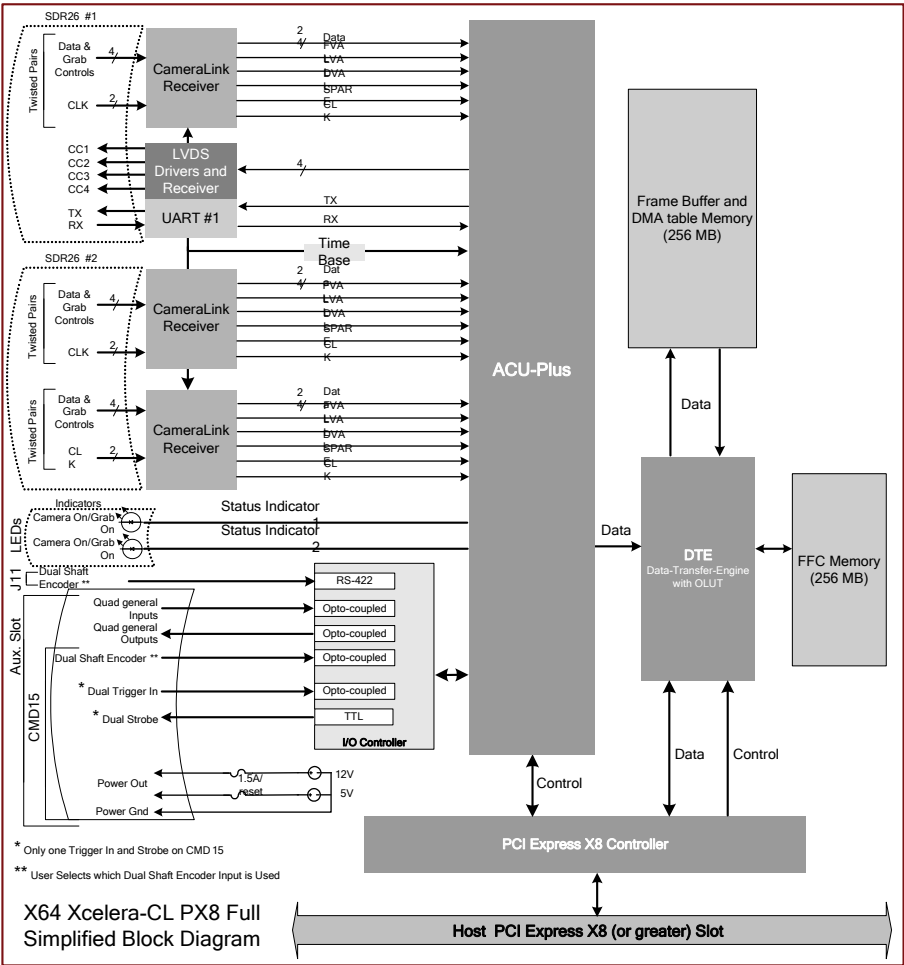 SDR26 #1
Twisted Pairs
Data &
Grab
Controls
4
CLK
2
CameraLink
Receiver
2
4
Data
FVA
LVA
DVA
SPAR
E
CL
K
CC1
CC2
CC3
CC4
LVDS
Drivers and
Receiver
4
TX
RX
UART #1
TX
RX
Time
Base
SDR26 #2
Twisted Pairs
Data &
Grab
Controls
4
CLK
2
CameraLink
Receiver
2
4
Dat
FVA
LVA
DVA
SPAR
E
CL
K
Twisted Pairs
Data &
Grab
Controls
4
CL
K
2
CameraLink
Receiver
2
4
Dat
FVA
LVA
DVA
SPAR
E
CL
K
ACU-Plus
Frame Buffer and
DMA table Memory
(256 MB)
Data
LEDs
Indicators
Camera On/Grab
On
Camera On/Grab
On
Status Indicator
1
Status Indicator
2
Data
DTE
Data-Transfer-Engine
with OLUT
FFC Memory
(256 MB)
J11
Dual Shaft
Encoder **
RS-422
Aux. Slot
Quad general
Inputs
Opto-coupled
Quad general
Outputs
Opto-coupled
CMD15
Dual Shaft Encoder **
Opto-coupled
* Dual Trigger In
Opto-coupled
* Dual Strobe
TTL
I/O Controller
Power Out
1.5A/
reset
12V
5V
Power Gnd
Control
Data
Control
PCI Express X8 Controller
* Only one Trigger In and Strobe on CMD 15
** User Selects which Dual Shaft Encoder Input is Used
X64 Xcelera-CL PX8 Full
Simplified Block Diagram
Host PCI Express X8 (or greater) Slot